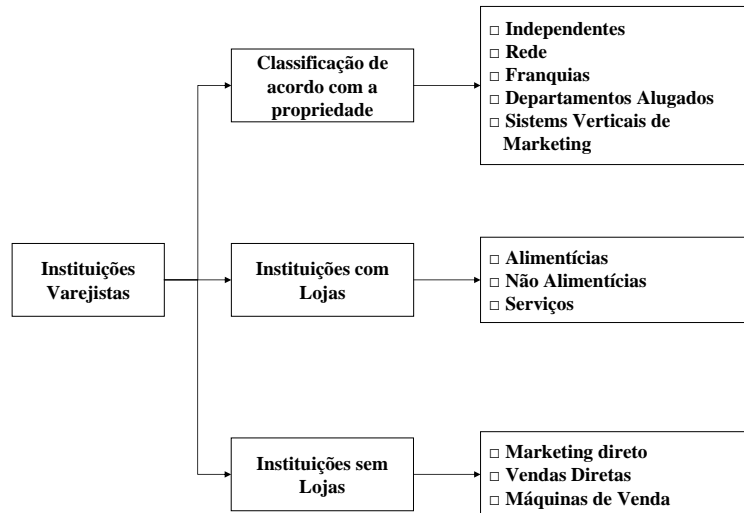 Instituições
Varejistas
Classificação de
acordo com a
propriedade
□ Independentes
□ Rede
□ Franquias
□ Departamentos Alugados
□ Sistems Verticais de
Marketing
Instituições com
Lojas
□ Alimentícias
□ Não Alimentícias
□ Serviços
Instituições sem
Lojas
□ Marketing direto
□ Vendas Diretas
□ Máquinas de Venda